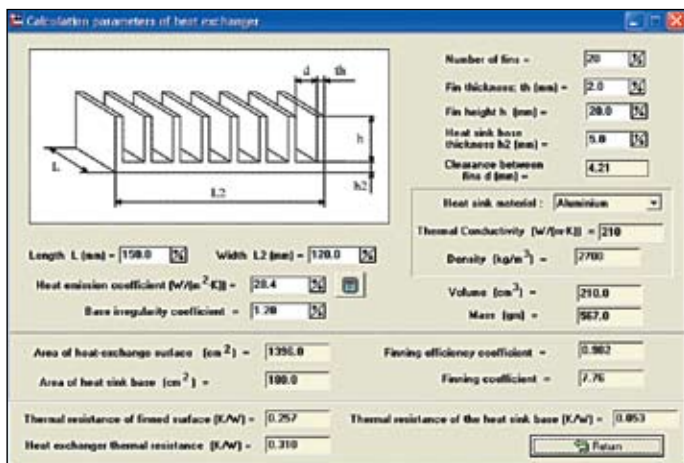 Calculation parameters of heat exchanger
d th
h
L
L2
h2
Number of fins = 20
Fin thickness; th (mm) = 2.0
Fin height h (mm) = 20.0
Heat sink base
thickness h2 (mm) = 5.0
Clearance between
fins d (mm) = 4.21
Heat sink material : Aluminium
Thermal Conductivity (W/(m·K)) = 210
Density (kg/m³) = 2700
Length L (mm) = 150.0 Width L2 (mm) = 120.0
Heat emission coefficient (W/(m²·K)) = 28.4
Base irregularity coefficient = 1.20
Volume (cm³) = 210.0
Mass (gm) = 567.0
Area of heat-exchange surface (cm²) = 1396.0
Finning efficiency coefficient = 0.982
Area of heat sink base (cm²) = 180.0
Finning coefficient = 7.76
Thermal resistance of finned surface (K/W) = 0.257
Thermal resistance of the heat sink base (K/W) = 0.053
Heat exchanger thermal resistance (K/W) = 0.310
Return